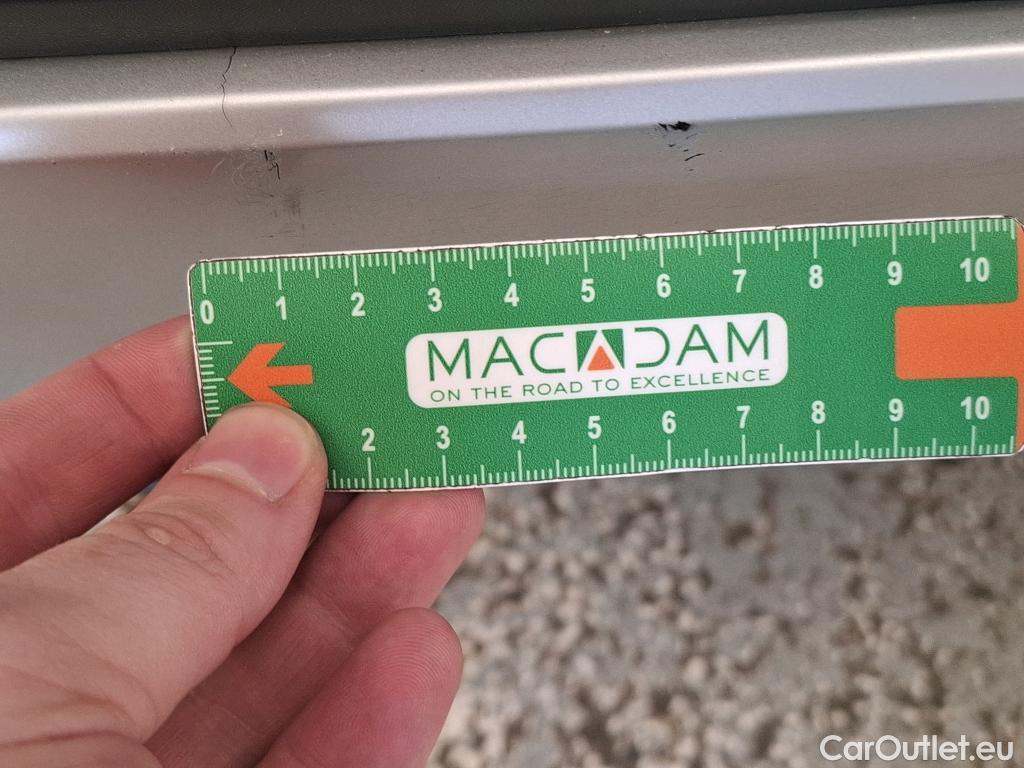 0 1 2 3 4 5 6 7 8 9 10
MACADAM
ON THE ROAD TO EXCELLENCE
2 3 4 5 6 7 8 9 10
CarOutlet.eu